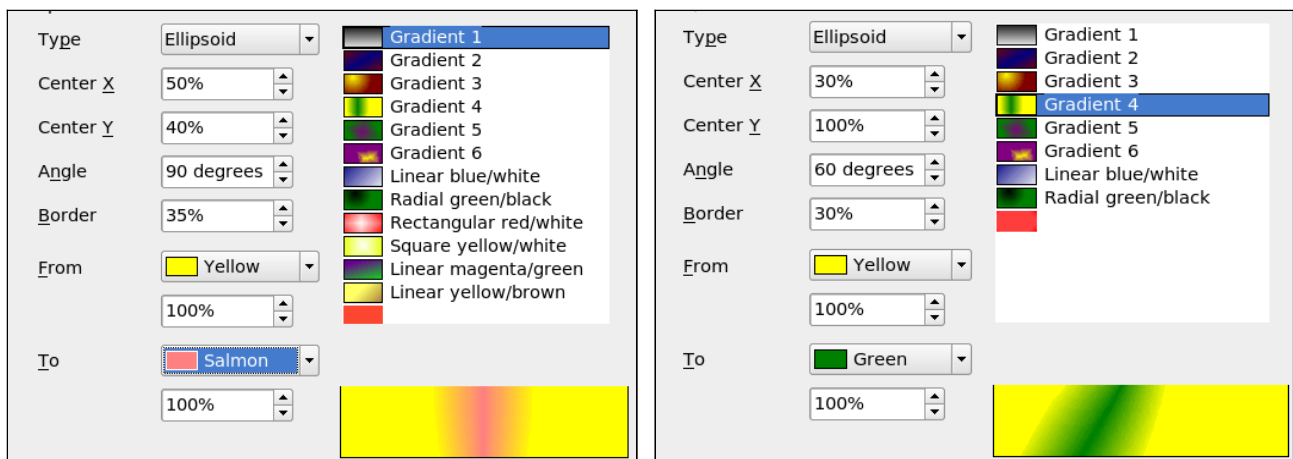 Type Ellipsoid
Center X 50%
Center Y 40%
Angle 90 degrees
Border 35%
From Yellow
100%
To Salmon
100%
Gradient 1
Gradient 2
Gradient 3
Gradient 4
Gradient 5
Gradient 6
Linear blue/white
Radial green/black
Rectangular red/white
Square yellow/white
Linear magenta/green
Linear yellow/brown
Type Ellipsoid
Center X 30%
Center Y 100%
Angle 60 degrees
Border 30%
From Yellow
100%
To Green
100%
Gradient 1
Gradient 2
Gradient 3
Gradient 4
Gradient 5
Gradient 6
Linear blue/white
Radial green/black